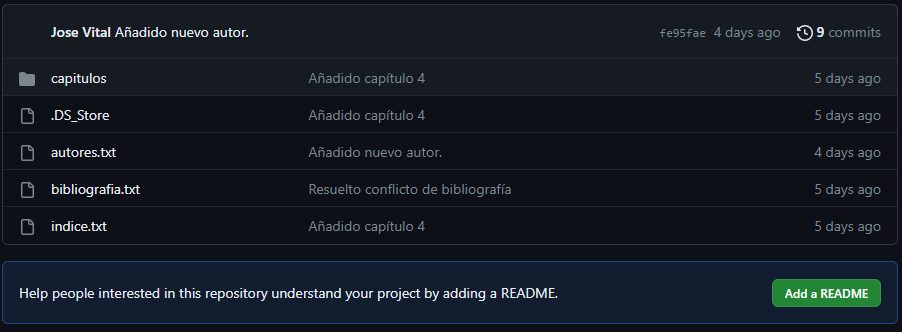 Jose Vital Añadido nuevo autor. fe95fae 4 days ago 9 commits
capitulos Añadido capítulo 4 5 days ago
.DS_Store Añadido capítulo 4 5 days ago
autores.txt Añadido nuevo autor. 4 days ago
bibliografia.txt Resuelto conflicto de bibliografía 5 days ago
indice.txt Añadido capítulo 4 5 days ago
Help people interested in this repository understand your project by adding a README. Add a README